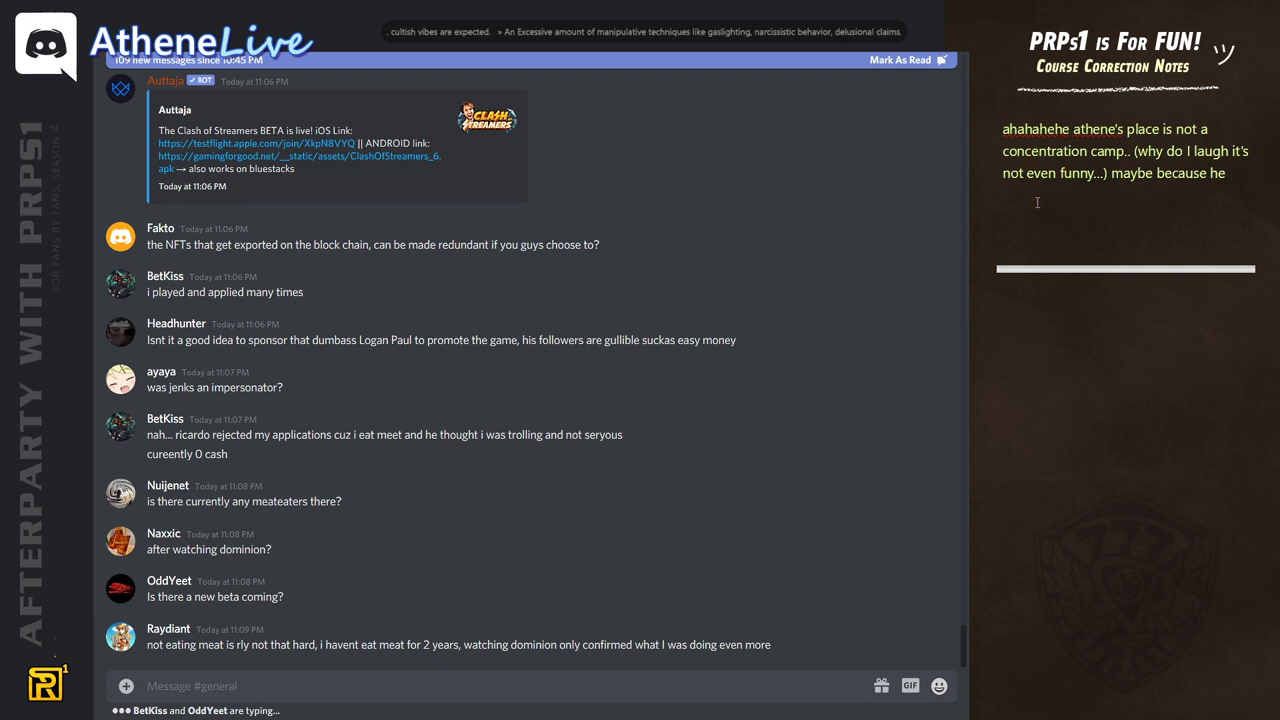 AtheneLive
. cultish vibes are expected.   » An Excessive amount of manipulative techniques like gaslighting, narcissistic behavior, delusional claims,
109 new messages since 10:45 PM
Mark As Read
Auttaja ✓ BOT Today at 11:06 PM
Auttaja
CLASH STREAMERS
The Clash of Streamers BETA is live! iOS Link:
https://testflight.apple.com/join/XkpN8VYQ || ANDROID link:
https://gamingforgood.net/__static/assets/ClashOfStreamers_6.
apk → also works on bluestacks
Today at 11:06 PM
Fakto Today at 11:06 PM
the NFTs that get exported on the block chain, can be made redundant if you guys choose to?
BetKiss Today at 11:06 PM
i played and applied many times
Headhunter Today at 11:06 PM
Isnt it a good idea to sponsor that dumbass Logan Paul to promote the game, his followers are gullible suckas easy money
ayaya Today at 11:07 PM
was jenks an impersonator?
BetKiss Today at 11:07 PM
nah... ricardo rejected my applications cuz i eat meet and he thought i was trolling and not seryous
cureently 0 cash
Nuijenet Today at 11:08 PM
is there currently any meateaters there?
Naxxic Today at 11:08 PM
after watching dominion?
OddYeet Today at 11:08 PM
Is there a new beta coming?
Raydiant Today at 11:09 PM
not eating meat is rly not that hard, i havent eat meat for 2 years, watching dominion only confirmed what I was doing even more
Message #general
GIF
BetKiss and OddYeet are typing...
AFTERPARTY WITH PRPS1
FOR FANS BY FANS, SEASON 4
R1
PRPS1 IS FOR FUN! ツ
COURSE CORRECTION NOTES
ahahahehe athene's place is not a
concentration camp.. (why do I laugh it's
not even funny...) maybe because he